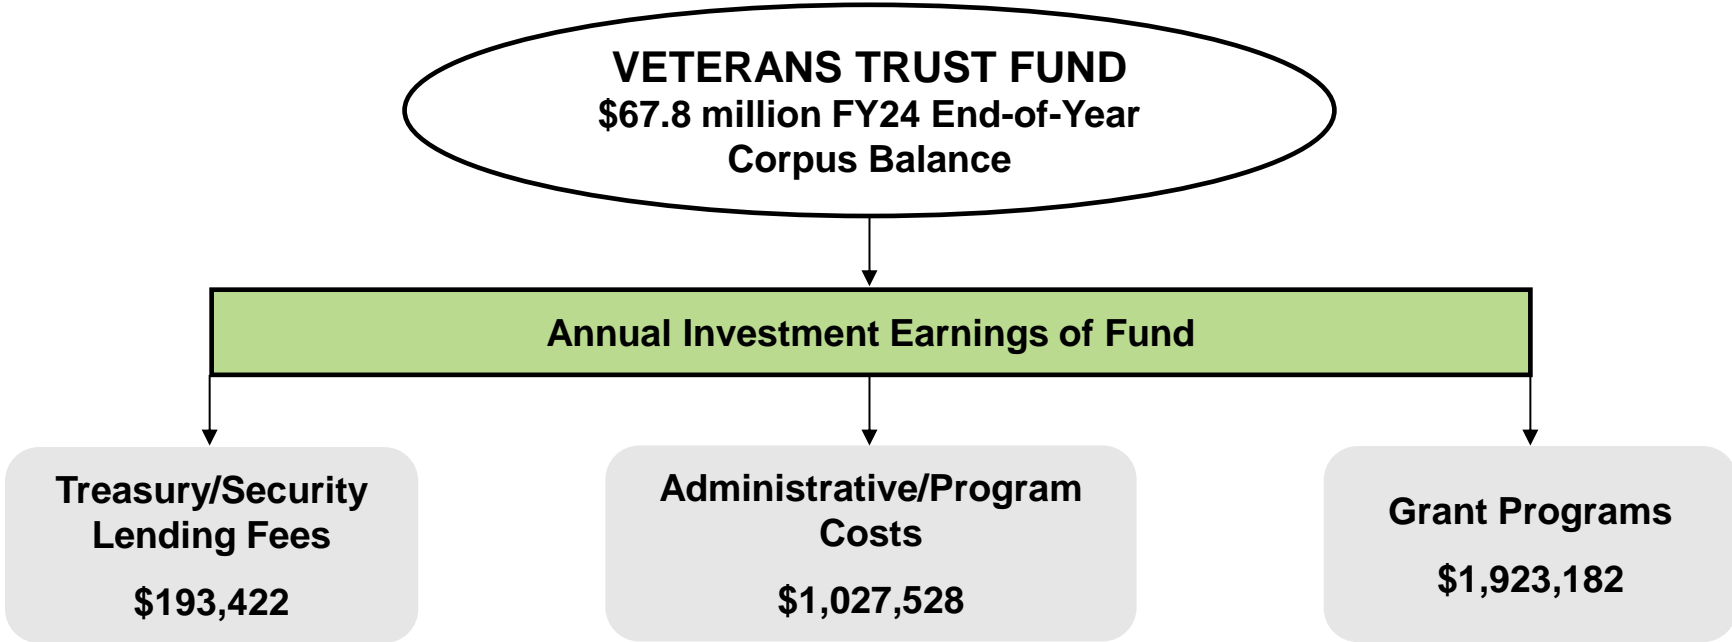 VETERANS TRUST FUND
$67.8 million FY24 End-of-Year
Corpus Balance
Annual Investment Earnings of Fund
Treasury/Security
Lending Fees
$193,422
Administrative/Program
Costs
$1,027,528
Grant Programs
$1,923,182